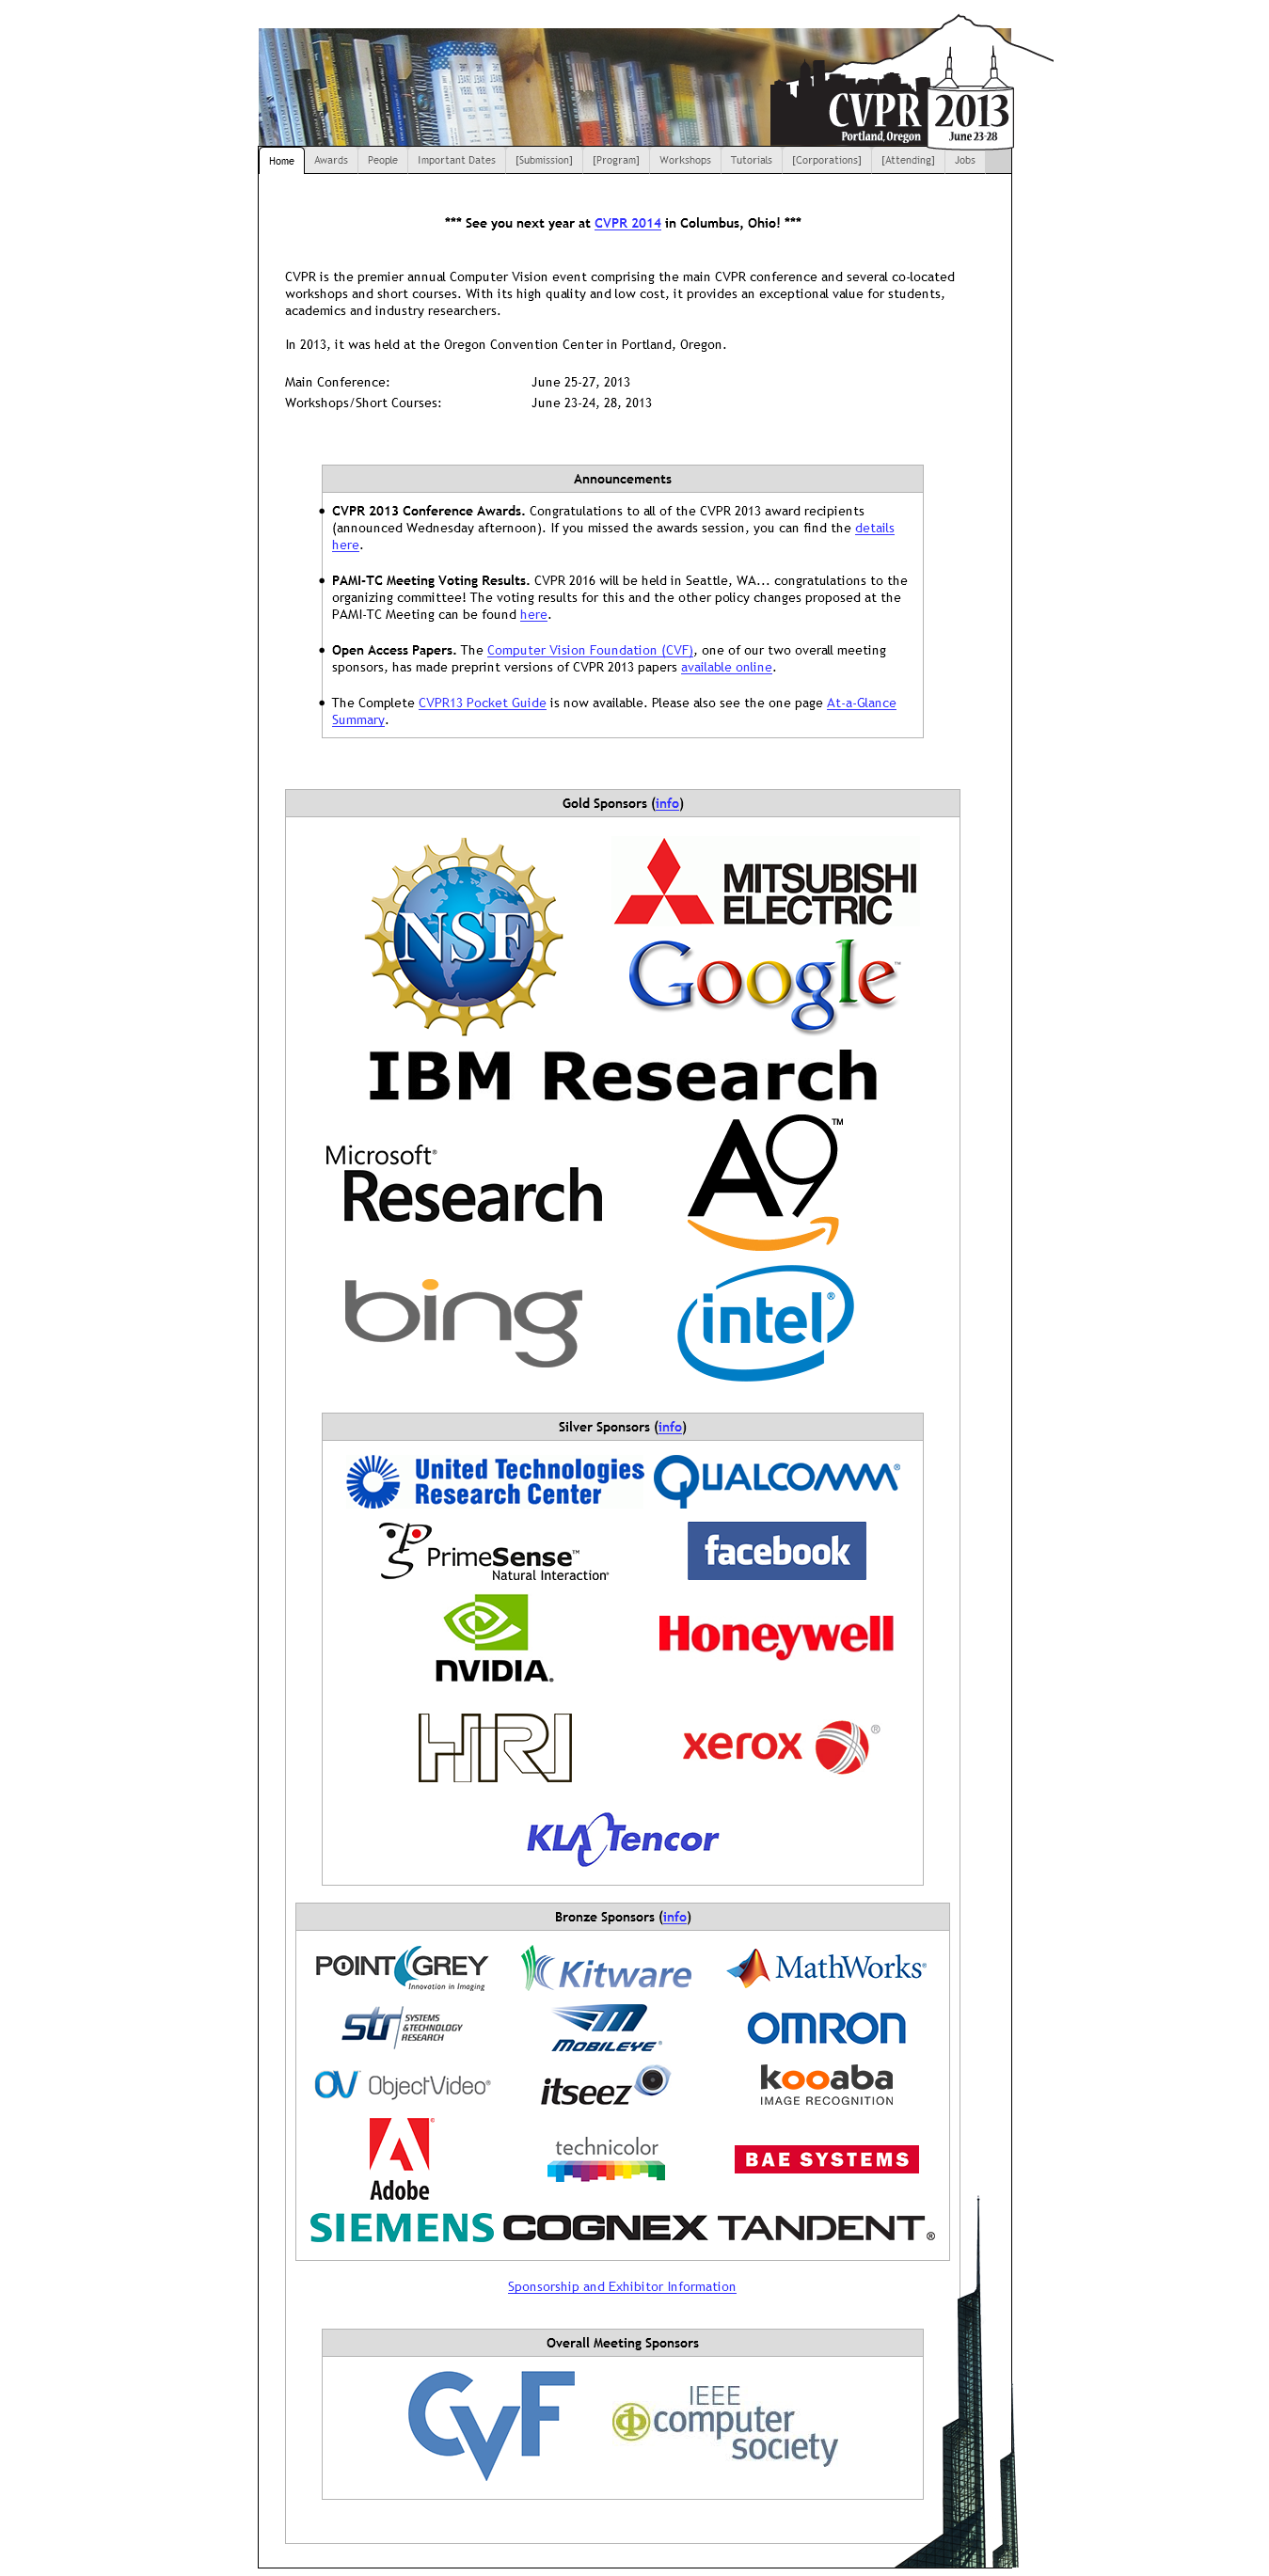 CVPR 2013
Portland, Oregon June 23-28
Home Awards People Important Dates [Submission] [Program] Workshops Tutorials [Corporations] [Attending] Jobs
*** See you next year at CVPR 2014 in Columbus, Ohio! ***
CVPR is the premier annual Computer Vision event comprising the main CVPR conference and several co-located
workshops and short courses. With its high quality and low cost, it provides an exceptional value for students,
academics and industry researchers.
In 2013, it was held at the Oregon Convention Center in Portland, Oregon.
Main Conference: June 25-27, 2013
Workshops/Short Courses: June 23-24, 28, 2013
Announcements
• CVPR 2013 Conference Awards. Congratulations to all of the CVPR 2013 award recipients
(announced Wednesday afternoon). If you missed the awards session, you can find the details
here.
• PAMI-TC Meeting Voting Results. CVPR 2016 will be held in Seattle, WA... congratulations to the
organizing committee! The voting results for this and the other policy changes proposed at the
PAMI-TC Meeting can be found here.
• Open Access Papers. The Computer Vision Foundation (CVF), one of our two overall meeting
sponsors, has made preprint versions of CVPR 2013 papers available online.
• The Complete CVPR13 Pocket Guide is now available. Please also see the one page At-a-Glance
Summary.
Gold Sponsors (info)
NSF
MITSUBISHI
ELECTRIC
Google™
IBM Research
Microsoft®
Research
A9™
bing
intel®
Silver Sponsors (info)
United Technologies
Research Center
QUALCOMM®
PrimeSense™
Natural Interaction
facebook
NVIDIA.
Honeywell
HRI
xerox®
KLA Tencor
Bronze Sponsors (info)
POINT GREY
Innovation in Imaging
Kitware
MathWorks®
str SYSTEMS
& TECHNOLOGY
RESEARCH
MOBILEYE®
OMRON
OV ObjectVideo®
itseez
kooaba
IMAGE RECOGNITION
Adobe
technicolor
BAE SYSTEMS
SIEMENS COGNEX TANDENT®
Sponsorship and Exhibitor Information
Overall Meeting Sponsors
CVF
IEEE
computer
society